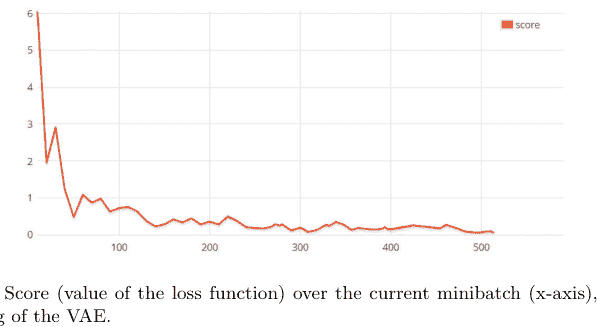 6
5
4
3
2
1
0
score
100 200 300 400 500
Score (value of the loss function) over the current minibatch (x-axis),
of the VAE.